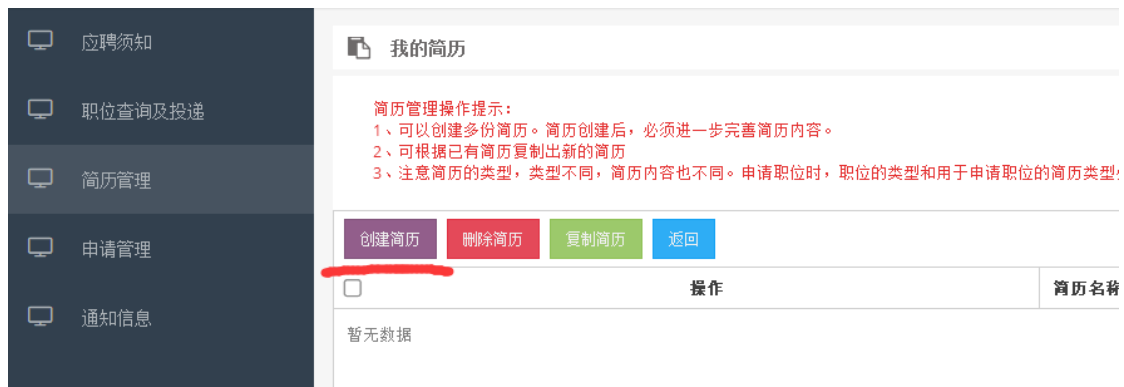 应聘须知
职位查询及投递
简历管理
申请管理
通知信息
我的简历
简历管理操作提示:
1、可以创建多份简历。简历创建后，必须进一步完善简历内容。
2、可根据已有简历复制出新的简历
3、注意简历的类型，类型不同，简历内容也不同。申请职位时，职位的类型和用于申请职位的简历类型
创建简历 删除简历 复制简历 返回
操作 简历名称
暂无数据